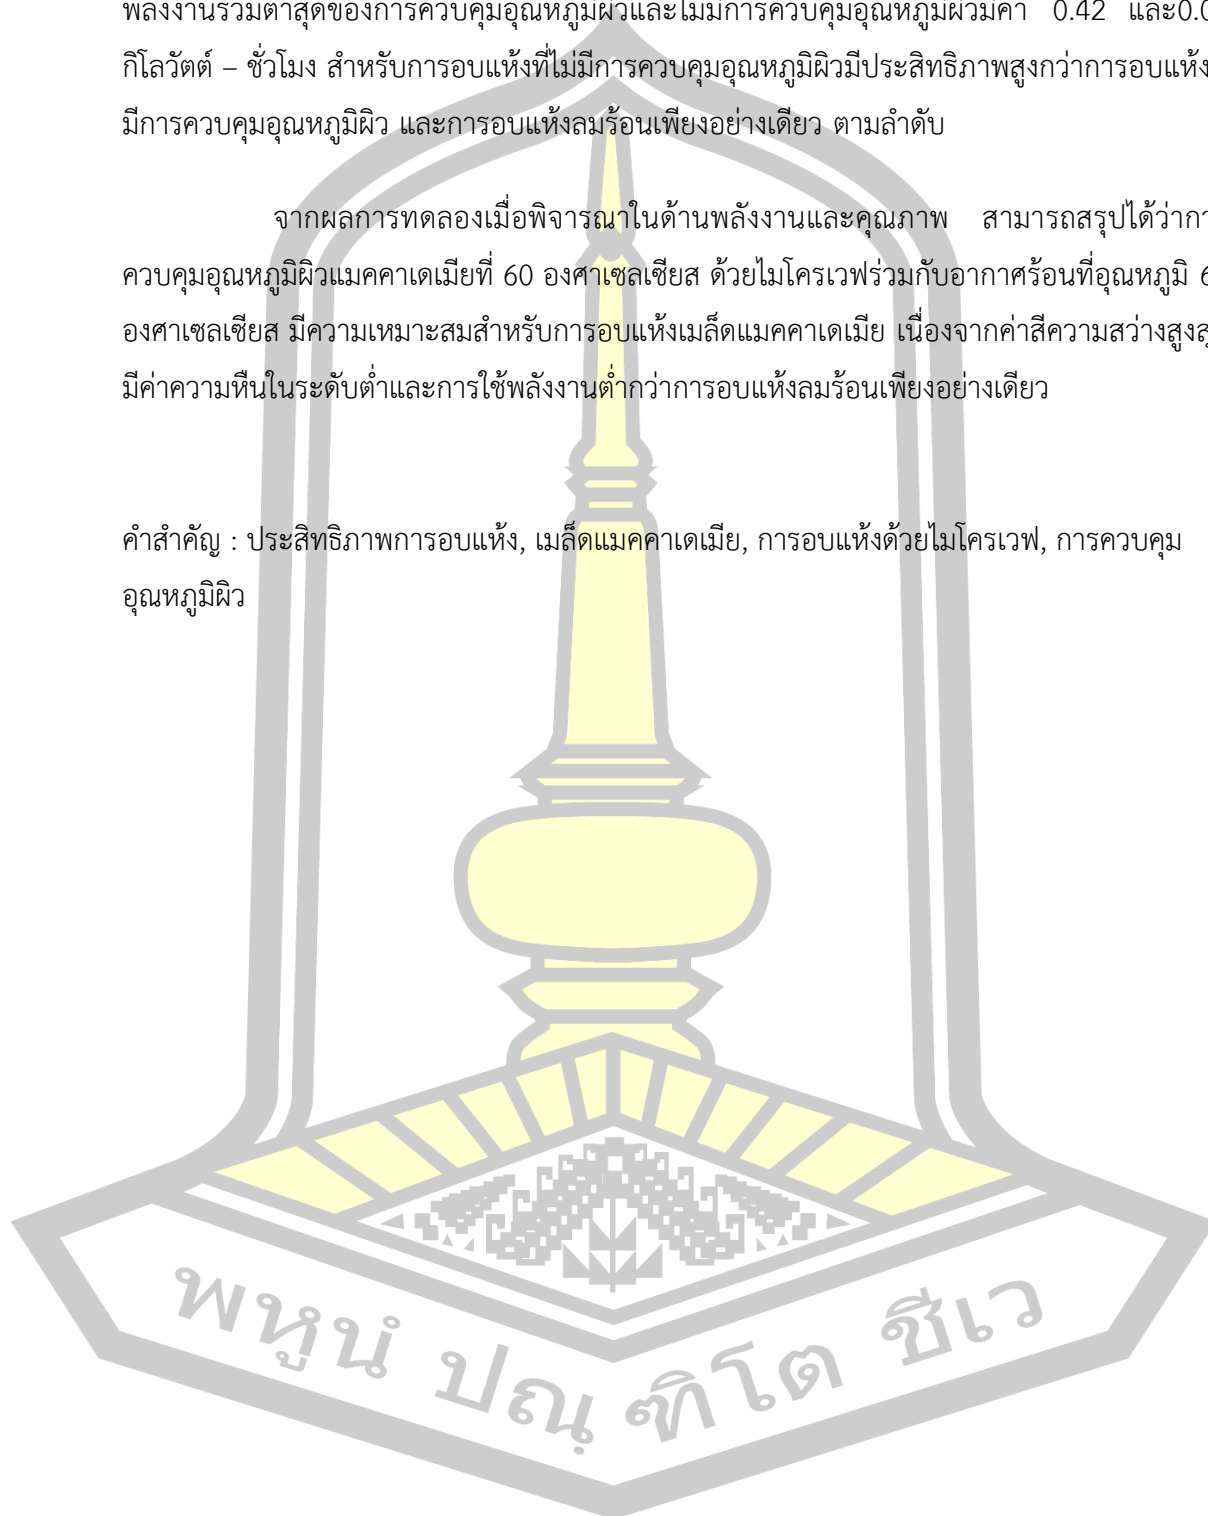 พลังงานรวมต่ำสุดของการควบคุมอุณหภูมิผิวและไม่มีการควบคุมอุณหภูมิผิวมีค่า 0.42 และ0.0
กิโลวัตต์ – ชั่วโมง สำหรับการอบแห้งที่ไม่มีการควบคุมอุณหภูมิผิวมีประสิทธิภาพสูงกว่าการอบแห้ง
มีการควบคุมอุณหภูมิผิว และการอบแห้งลมร้อนเพียงอย่างเดียว ตามลำดับ
จากผลการทดลองเมื่อพิจารณาในด้านพลังงานและคุณภาพ สามารถสรุปได้ว่ากา
ควบคุมอุณหภูมิผิวแมคคาเดเมียที่ 60 องศาเซลเซียส ด้วยไมโครเวฟร่วมกับอากาศร้อนที่อุณหภูมิ 6
องศาเซลเซียส มีความเหมาะสมสำหรับการอบแห้งเมล็ดแมคคาเดเมีย เนื่องจากค่าสีความสว่างสูงสุ
มีค่าความหืนในระดับต่ำและการใช้พลังงานต่ำกว่าการอบแห้งลมร้อนเพียงอย่างเดียว
คำสำคัญ : ประสิทธิภาพการอบแห้ง, เมล็ดแมคคาเดเมีย, การอบแห้งด้วยไมโครเวฟ, การควบคุม
อุณหภูมิผิว
พหูนํ ปณฺฑิโต ชีเว